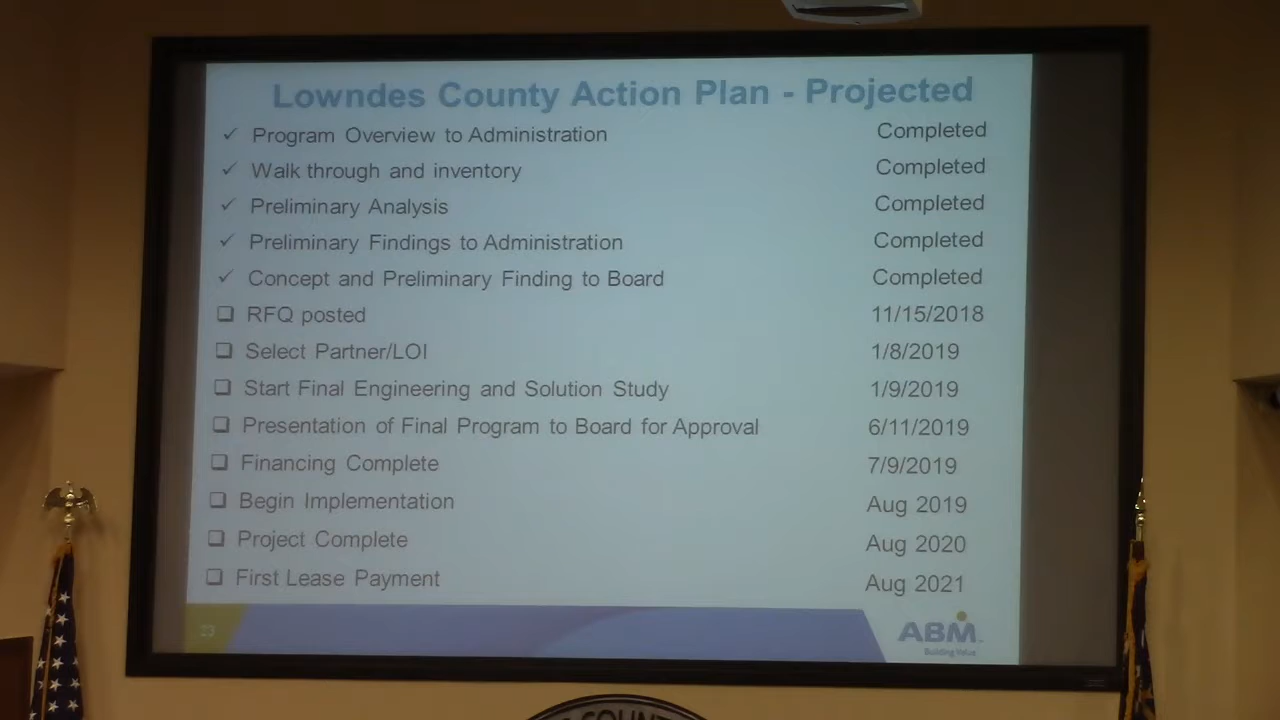 Lowndes County Action Plan - Projected
✓ Program Overview to Administration Completed
✓ Walk through and inventory Completed
✓ Preliminary Analysis Completed
✓ Preliminary Findings to Administration Completed
✓ Concept and Preliminary Finding to Board Completed
❑ RFQ posted 11/15/2018
❑ Select Partner/LOI 1/8/2019
❑ Start Final Engineering and Solution Study 1/9/2019
❑ Presentation of Final Program to Board for Approval 6/11/2019
❑ Financing Complete 7/9/2019
❑ Begin Implementation Aug 2019
❑ Project Complete Aug 2020
❑ First Lease Payment Aug 2021
23
ABM
Building Value
COUNT